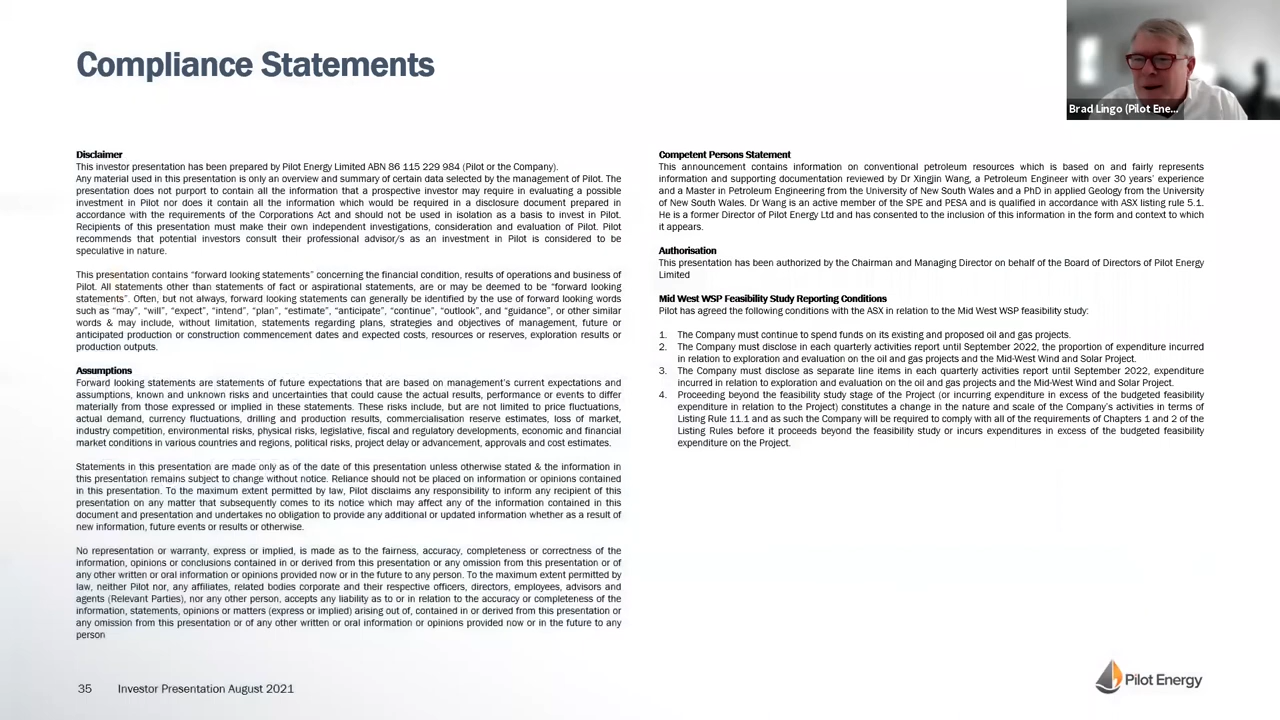 Compliance Statements
Brad Lingo (Pilot Ene...
Disclaimer
This investor presentation has been prepared by Pilot Energy Limited ABN 86 115 229 984 (Pilot or the Company).
Any material used in this presentation is only an overview and summary of certain data selected by the management of Pilot. The
presentation does not purport to contain all the information that a prospective investor may require in evaluating a possible
investment in Pilot nor does it contain all the information which would be required in a disclosure document prepared in
accordance with the requirements of the Corporations Act and should not be used in isolation as a basis to invest in Pilot.
Recipients of this presentation must make their own independent investigations, consideration and evaluation of Pilot. Pilot
recommends that potential investors consult their professional advisor/s as an investment in Pilot is considered to be
speculative in nature.
This presentation contains “forward looking statements” concerning the financial condition, results of operations and business of
Pilot. All statements other than statements of fact or aspirational statements, are or may be deemed to be “forward looking
statements”. Often, but not always, forward looking statements can generally be identified by the use of forward looking words
such as “may”, “will”, “expect”, “intend”, “plan”, “estimate”, “anticipate”, “continue”, “outlook”, and “guidance”, or other similar
words & may include, without limitation, statements regarding plans, strategies and objectives of management, future or
anticipated production or construction commencement dates and expected costs, resources or reserves, exploration results or
production outputs.
Assumptions
Forward looking statements are statements of future expectations that are based on management’s current expectations and
assumptions, known and unknown risks and uncertainties that could cause the actual results, performance or events to differ
materially from those expressed or implied in these statements. These risks include, but are not limited to price fluctuations,
actual demand, currency fluctuations, drilling and production results, commercialisation reserve estimates, loss of market,
industry competition, environmental risks, physical risks, legislative, fiscal and regulatory developments, economic and financial
market conditions in various countries and regions, political risks, project delay or advancement, approvals and cost estimates.
Statements in this presentation are made only as of the date of this presentation unless otherwise stated & the information in
this presentation remains subject to change without notice. Reliance should not be placed on information or opinions contained
in this presentation. To the maximum extent permitted by law, Pilot disclaims any responsibility to inform any recipient of this
presentation on any matter that subsequently comes to its notice which may affect any of the information contained in this
document and presentation and undertakes no obligation to provide any additional or updated information whether as a result of
new information, future events or results or otherwise.
No representation or warranty, express or implied, is made as to the fairness, accuracy, completeness or correctness of the
information, opinions or conclusions contained in or derived from this presentation or any omission from this presentation or of
any other written or oral information or opinions provided now or in the future to any person. To the maximum extent permitted by
law, neither Pilot nor, any affiliates, related bodies corporate and their respective officers, directors, employees, advisors and
agents (Relevant Parties), nor any other person, accepts any liability as to or in relation to the accuracy or completeness of the
information, statements, opinions or matters (express or implied) arising out of, contained in or derived from this presentation or
any omission from this presentation or of any other written or oral information or opinions provided now or in the future to any
person
Competent Persons Statement
This announcement contains information on conventional petroleum resources which is based on and fairly represents
information and supporting documentation reviewed by Dr Xingjin Wang, a Petroleum Engineer with over 30 years’ experience
and a Master in Petroleum Engineering from the University of New South Wales and a PhD in applied Geology from the University
of New South Wales. Dr Wang is an active member of the SPE and PESA and is qualified in accordance with ASX listing rule 5.1.
He is a former Director of Pilot Energy Ltd and has consented to the inclusion of this information in the form and context to which
it appears.
Authorisation
This presentation has been authorized by the Chairman and Managing Director on behalf of the Board of Directors of Pilot Energy
Limited
Mid West WSP Feasibility Study Reporting Conditions
Pilot has agreed the following conditions with the ASX in relation to the Mid West WSP feasibility study:
1. The Company must continue to spend funds on its existing and proposed oil and gas projects.
2. The Company must disclose in each quarterly activities report until September 2022, the proportion of expenditure incurred
in relation to exploration and evaluation on the oil and gas projects and the Mid-West Wind and Solar Project.
3. The Company must disclose as separate line items in each quarterly activities report until September 2022, expenditure
incurred in relation to exploration and evaluation on the oil and gas projects and the Mid-West Wind and Solar Project.
4. Proceeding beyond the feasibility study stage of the Project (or incurring expenditure in excess of the budgeted feasibility
expenditure in relation to the Project) constitutes a change in the nature and scale of the Company’s activities in terms of
Listing Rule 11.1 and as such the Company will be required to comply with all of the requirements of Chapters 1 and 2 of the
Listing Rules before it proceeds beyond the feasibility study or incurs expenditures in excess of the budgeted feasibility
expenditure on the Project.
35 Investor Presentation August 2021
Pilot Energy